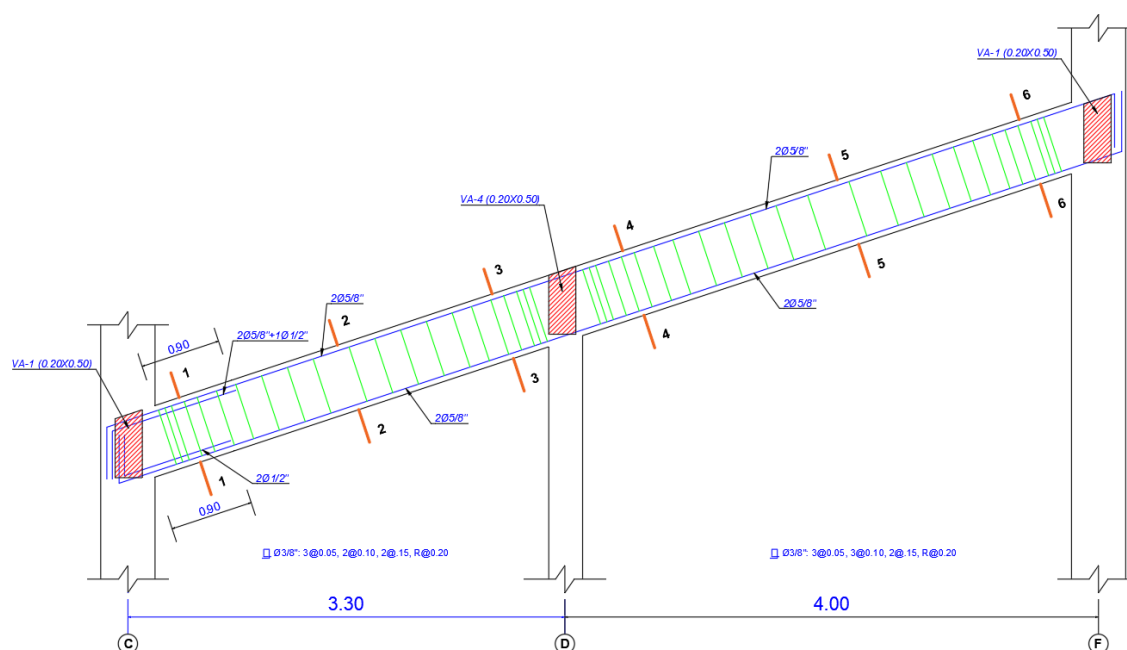 VA-1 (0.20X0.50)
6
2Ø5/8"
5
VA-4 (0.20X0.50)
4
6
3
5
2Ø5/8"
2Ø5/8"
2
2Ø5/8"+1Ø1/2"
4
0.90
VA-1 (0.20X0.50)
1
3
2Ø5/8"
2
1
2Ø1/2"
0.90
Ø3/8": 3@0.05, 2@0.10, 2@.15, R@0.20
Ø3/8": 3@0.05, 3@0.10, 2@.15, R@0.20
3.30
4.00
C
D
F